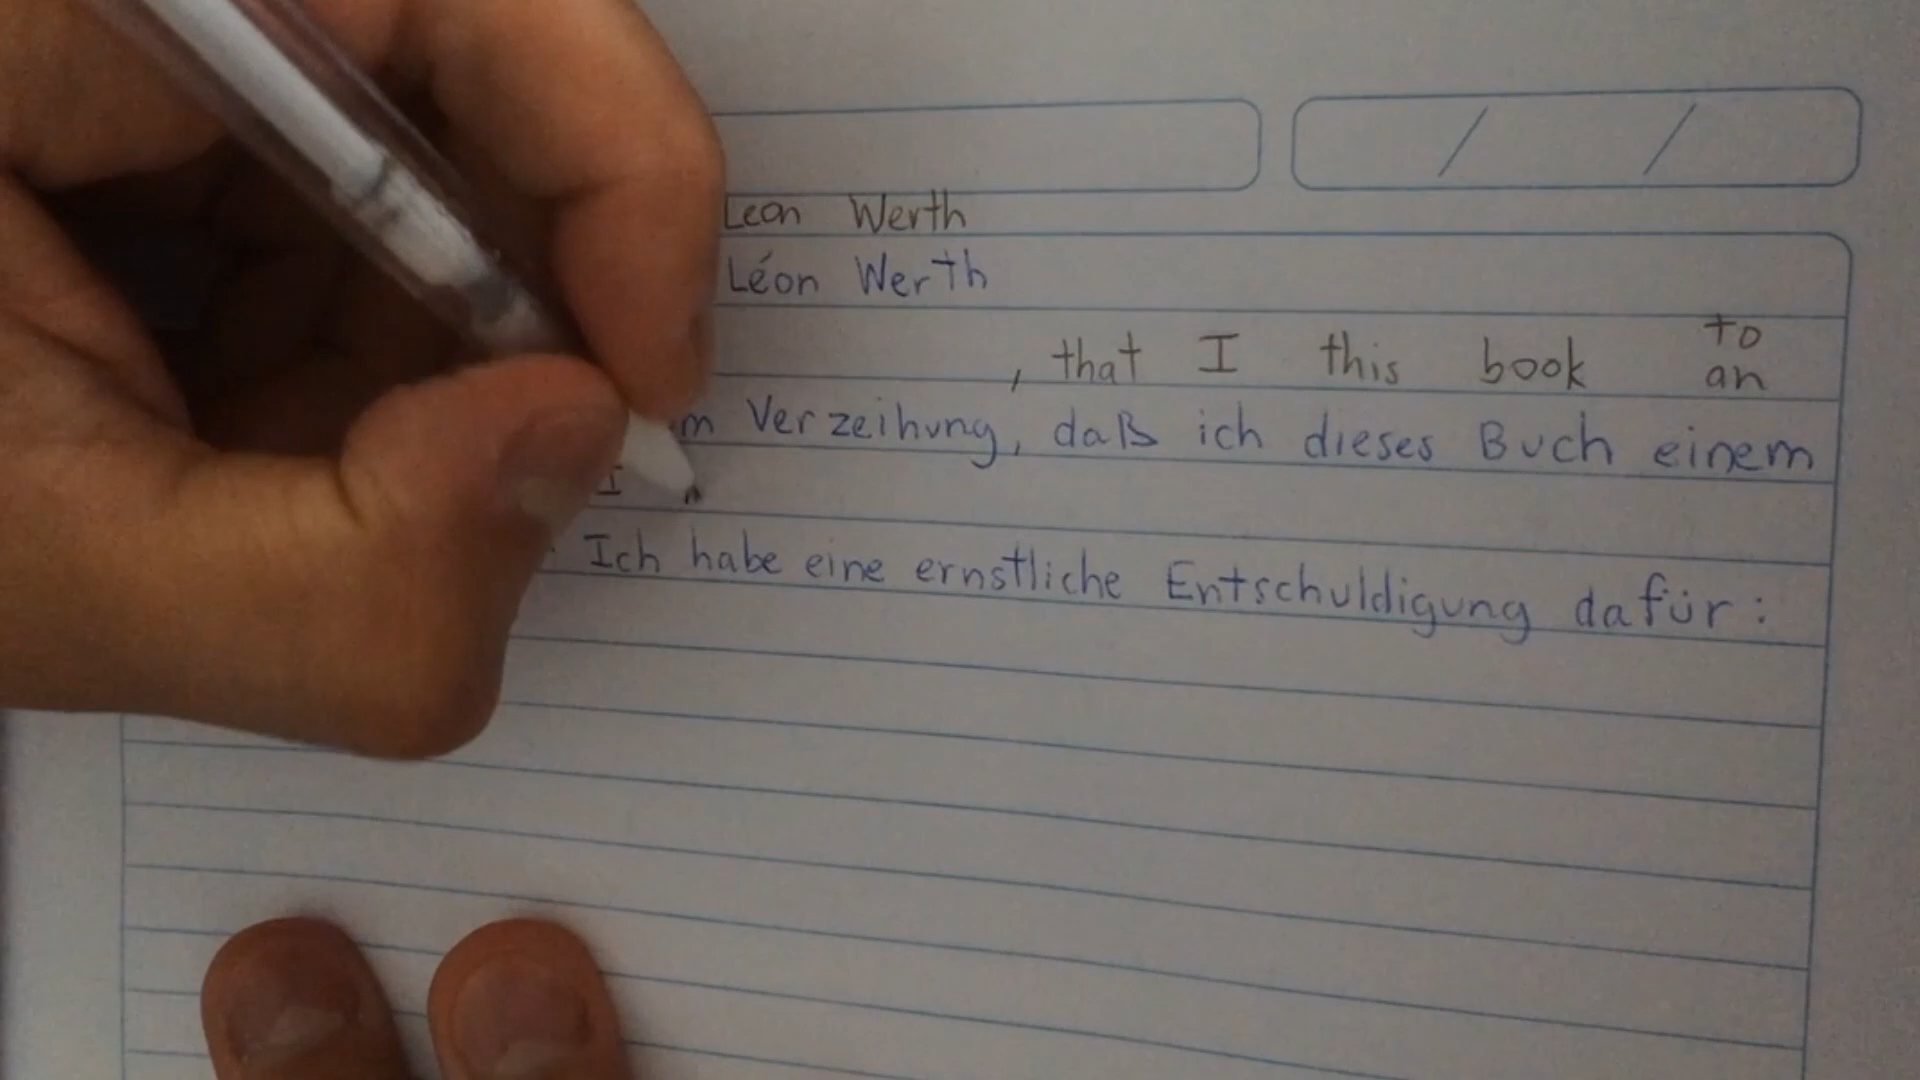 Leon Werth
Léon Werth
, that I this book to an
Verzeihung, daß ich dieses Buch einem
I
Ich habe eine ernstliche Entschuldigung dafür: